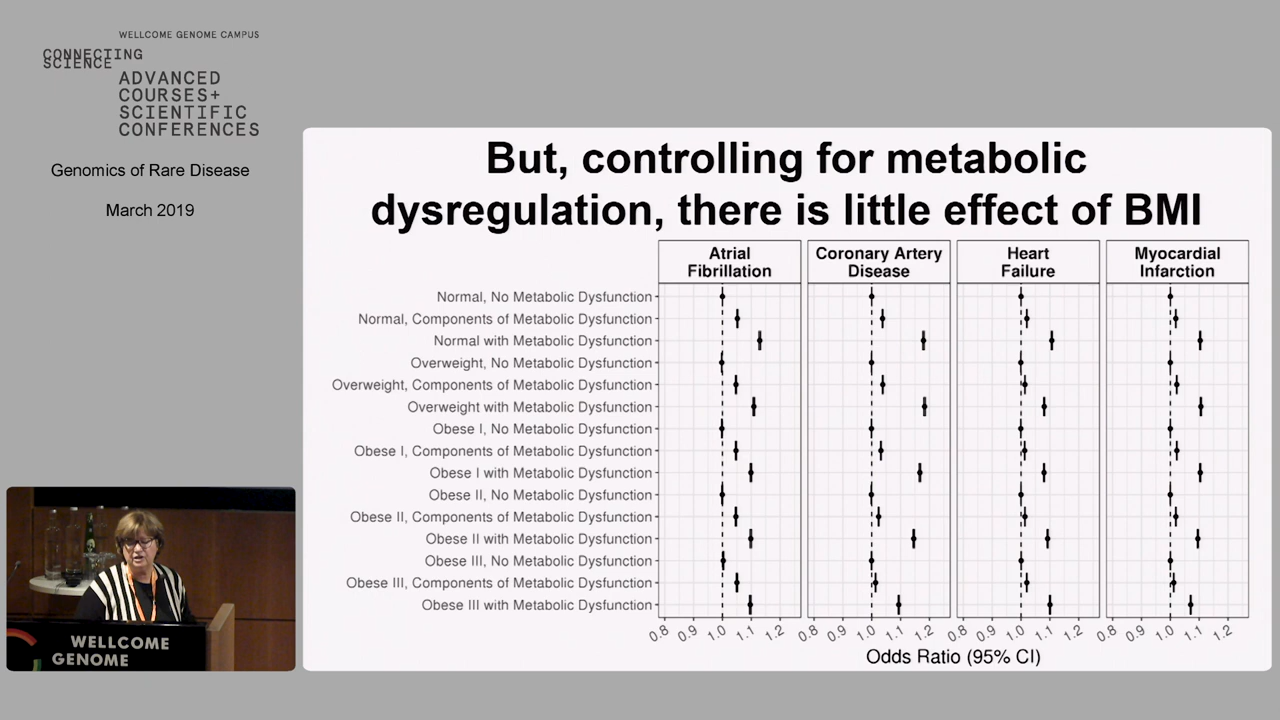 WELLCOME GENOME CAMPUS
CONNECTING
SCIENCE
ADVANCED
COURSES+
SCIENTIFIC
CONFERENCES
Genomics of Rare Disease
March 2019
But, controlling for metabolic
dysregulation, there is little effect of BMI
Atrial
Fibrillation
Coronary Artery
Disease
Heart
Failure
Myocardial
Infarction
Normal, No Metabolic Dysfunction
Normal, Components of Metabolic Dysfunction
Normal with Metabolic Dysfunction
Overweight, No Metabolic Dysfunction
Overweight, Components of Metabolic Dysfunction
Overweight with Metabolic Dysfunction
Obese I, No Metabolic Dysfunction
Obese I, Components of Metabolic Dysfunction
Obese I with Metabolic Dysfunction
Obese II, No Metabolic Dysfunction
Obese II, Components of Metabolic Dysfunction
Obese II with Metabolic Dysfunction
Obese III, No Metabolic Dysfunction
Obese III, Components of Metabolic Dysfunction
Obese III with Metabolic Dysfunction
0.8 0.9 1.0 1.1 1.2 0.8 0.9 1.0 1.1 1.2 0.8 0.9 1.0 1.1 1.2 0.8 0.9 1.0 1.1 1.2
Odds Ratio (95% CI)
WELLCOME
GENOME